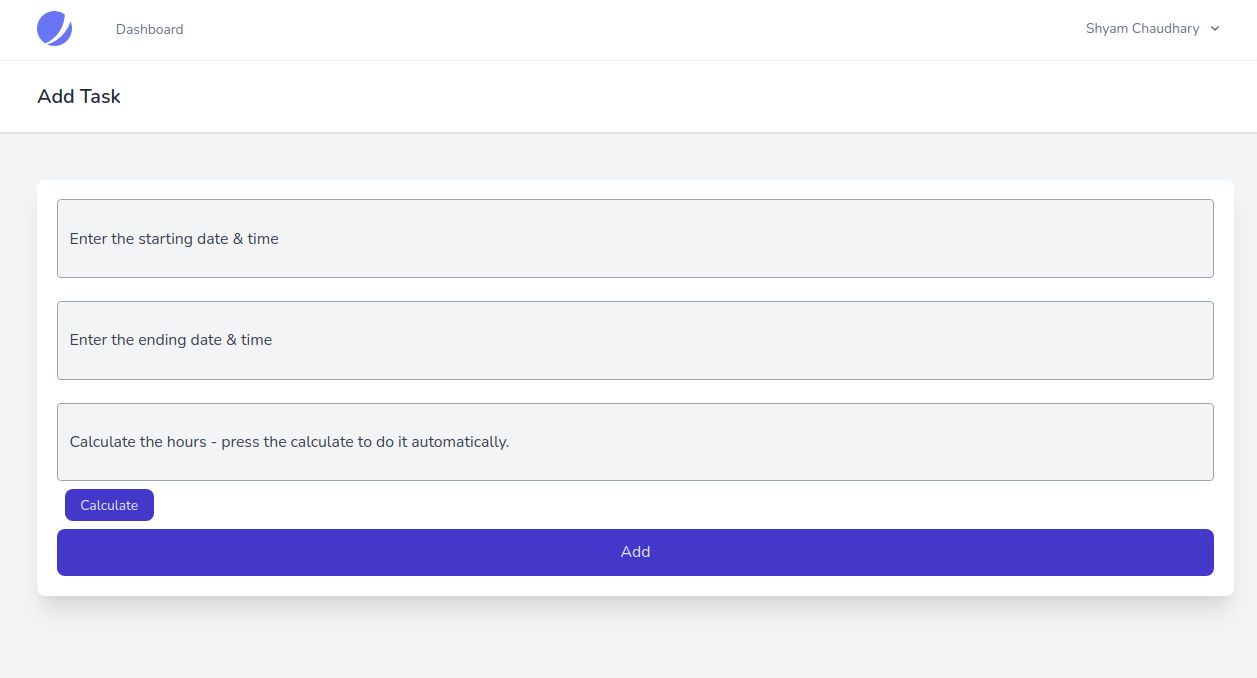 Dashboard
Shyam Chaudhary
Add Task
Enter the starting date & time
Enter the ending date & time
Calculate the hours - press the calculate to do it automatically.
Calculate
Add